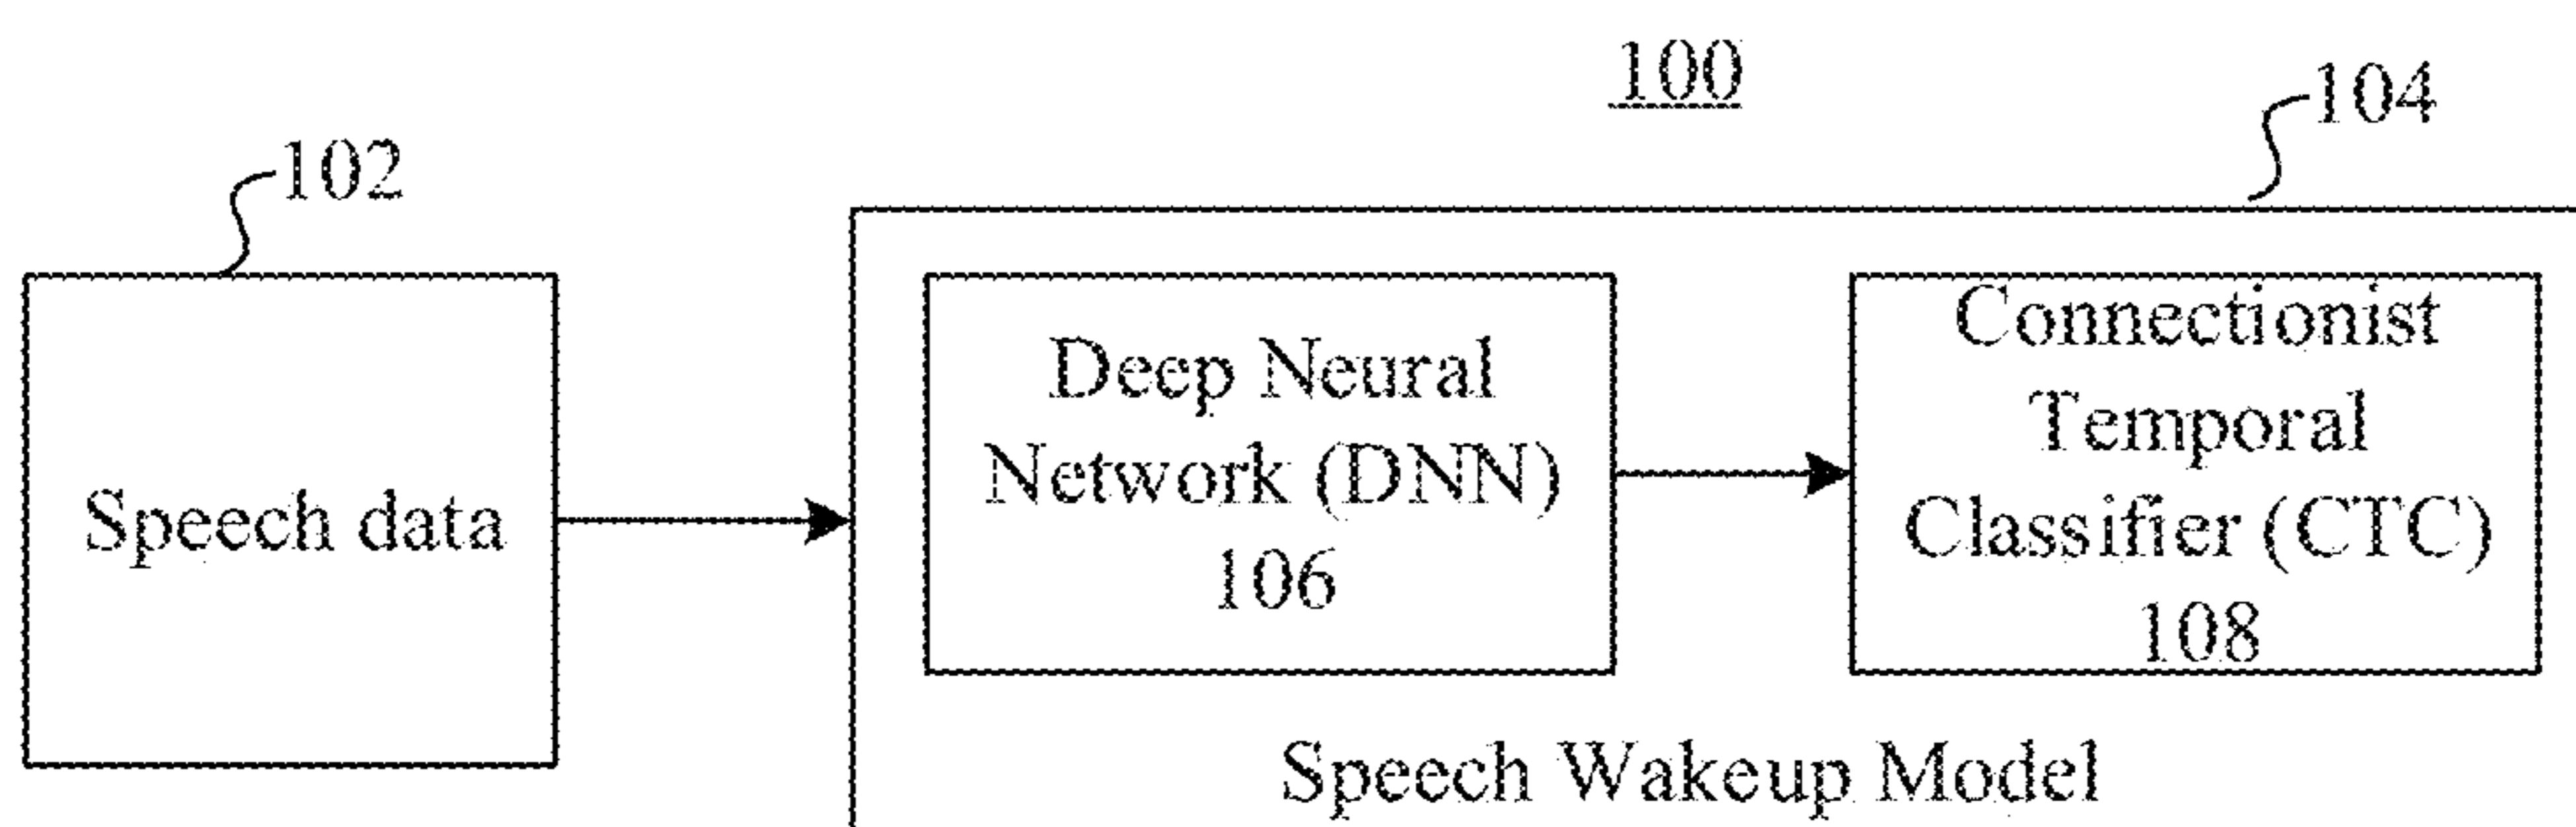 100
104
102
Speech data
Deep Neural
Network (DNN)
106
Connectionist
Temporal
Classifier (CTC)
108
Speech Wakeup Model